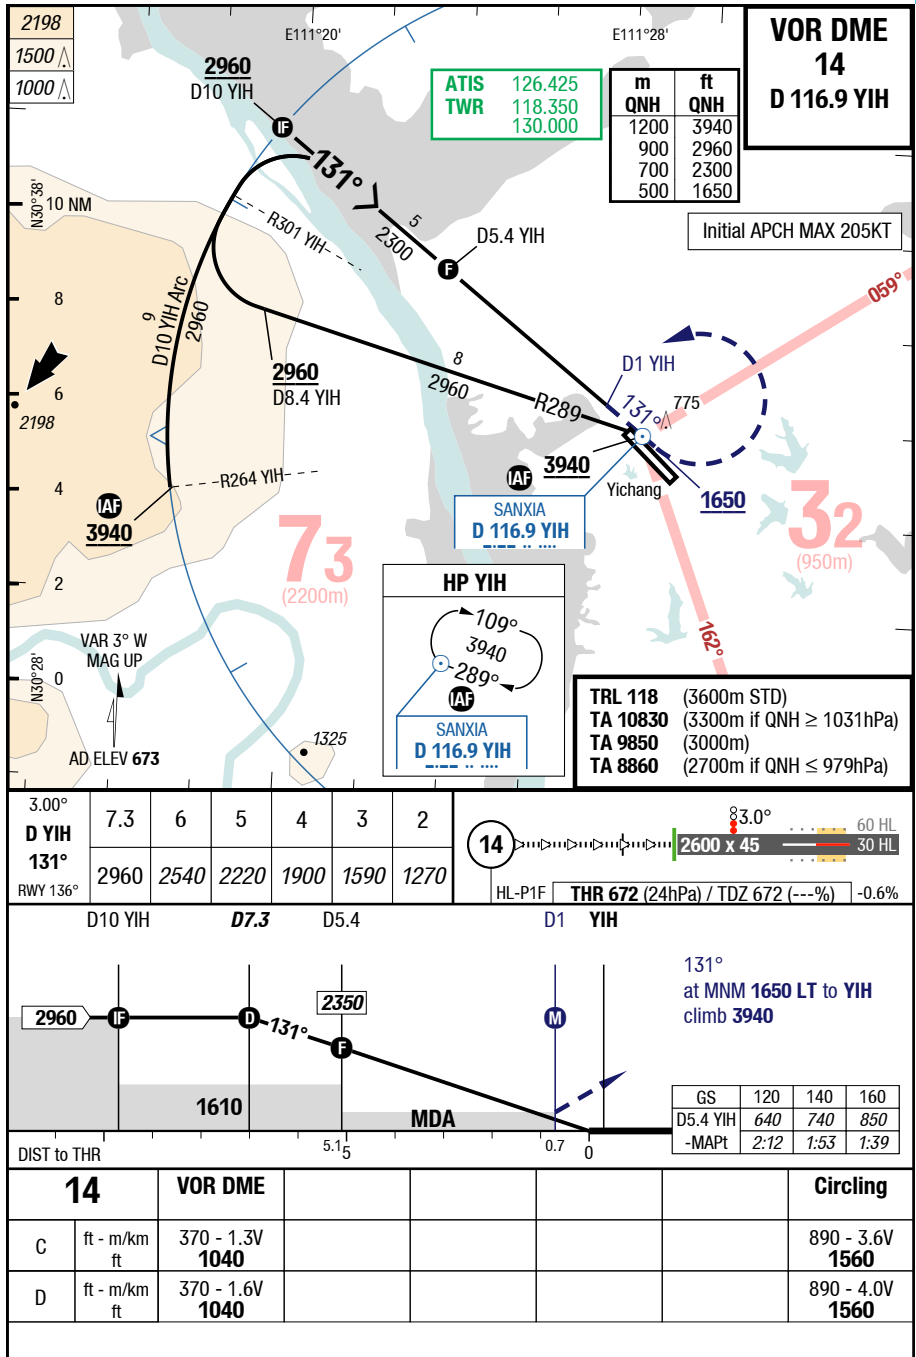 2198
1500
1000
E111°20'
E111°28'
VOR DME
14
D 116.9 YIH
2960
D10 YIH
IF
ATIS 126.425
TWR 118.350
130.000
m ft
QNH QNH
1200 3940
900 2960
700 2300
500 1650
131°
N30°38'
10 NM
R301 YIH
5
2300
D5.4 YIH
F
Initial APCH MAX 205KT
059°
8
9
D10 YIH Arc
2960
2960
D8.4 YIH
8
2960
R289
D1 YIH
131°
775
6
2198
3940
IAF
Yichang
1650
R264 YIH
4
IAF
3940
SANXIA
D 116.9 YIH
73
(2200m)
32
(950m)
2
HP YIH
109°
3940
289°
IAF
SANXIA
D 116.9 YIH
162°
VAR 3° W
MAG UP
N30°28'
0
AD ELEV 673
1325
TRL 118 (3600m STD)
TA 10830 (3300m if QNH ≥ 1031hPa)
TA 9850 (3000m)
TA 8860 (2700m if QNH ≤ 979hPa)
3.00°
D YIH
131°
RWY 136°
7.3 6 5 4 3 2
2960 2540 2220 1900 1590 1270
14
3.0°
2600 x 45
60 HL
30 HL
HL-P1F
THR 672 (24hPa) / TDZ 672 (---%)
-0.6%
D10 YIH D7.3 D5.4 D1 YIH
2960
IF
D
131°
2350
F
M
131°
at MNM 1650 LT to YIH
climb 3940
1610
MDA
GS 120 140 160
D5.4 YIH 640 740 850
-MAPt 2:12 1:53 1:39
DIST to THR
5.1
5
0.7
0
14 VOR DME Circling
C ft - m/km 370 - 1.3V 890 - 3.6V
ft 1040 1560
D ft - m/km 370 - 1.6V 890 - 4.0V
ft 1040 1560